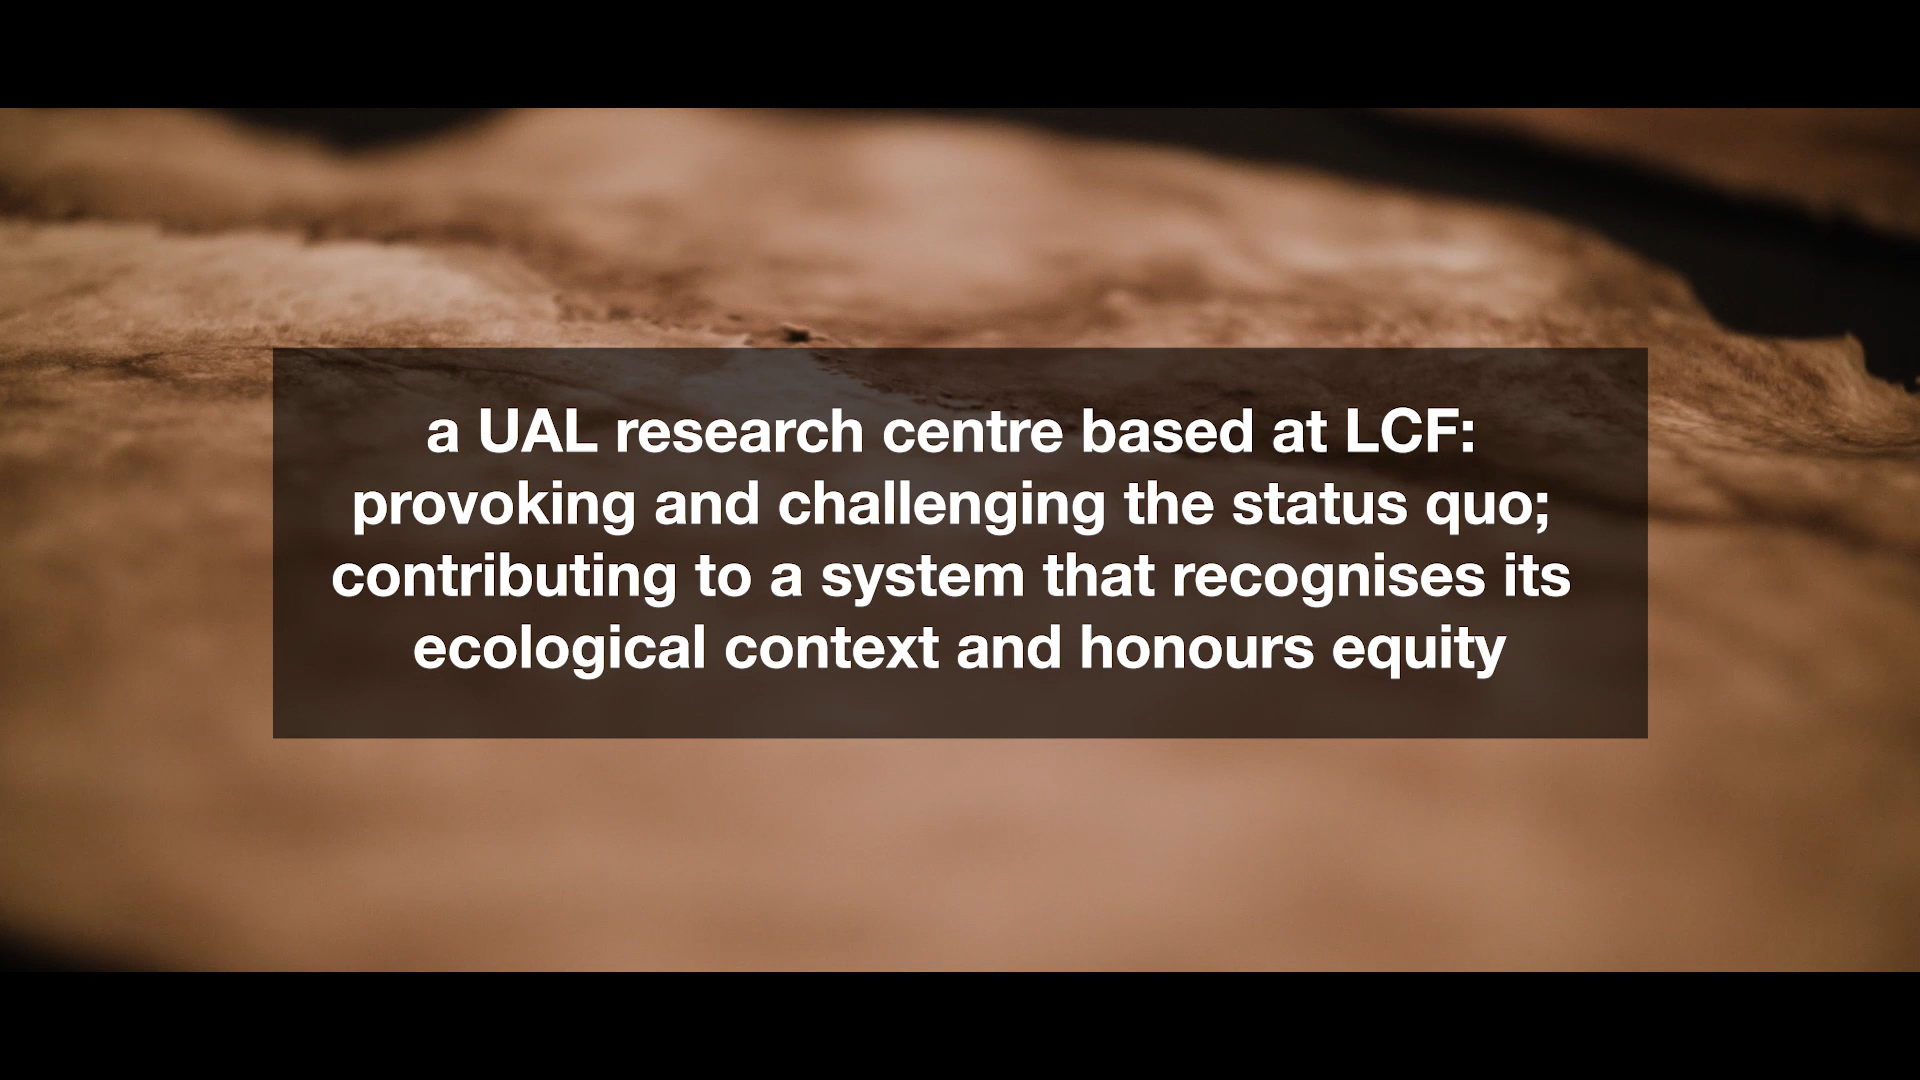 a UAL research centre based at LCF:
provoking and challenging the status quo;
contributing to a system that recognises its
ecological context and honours equity